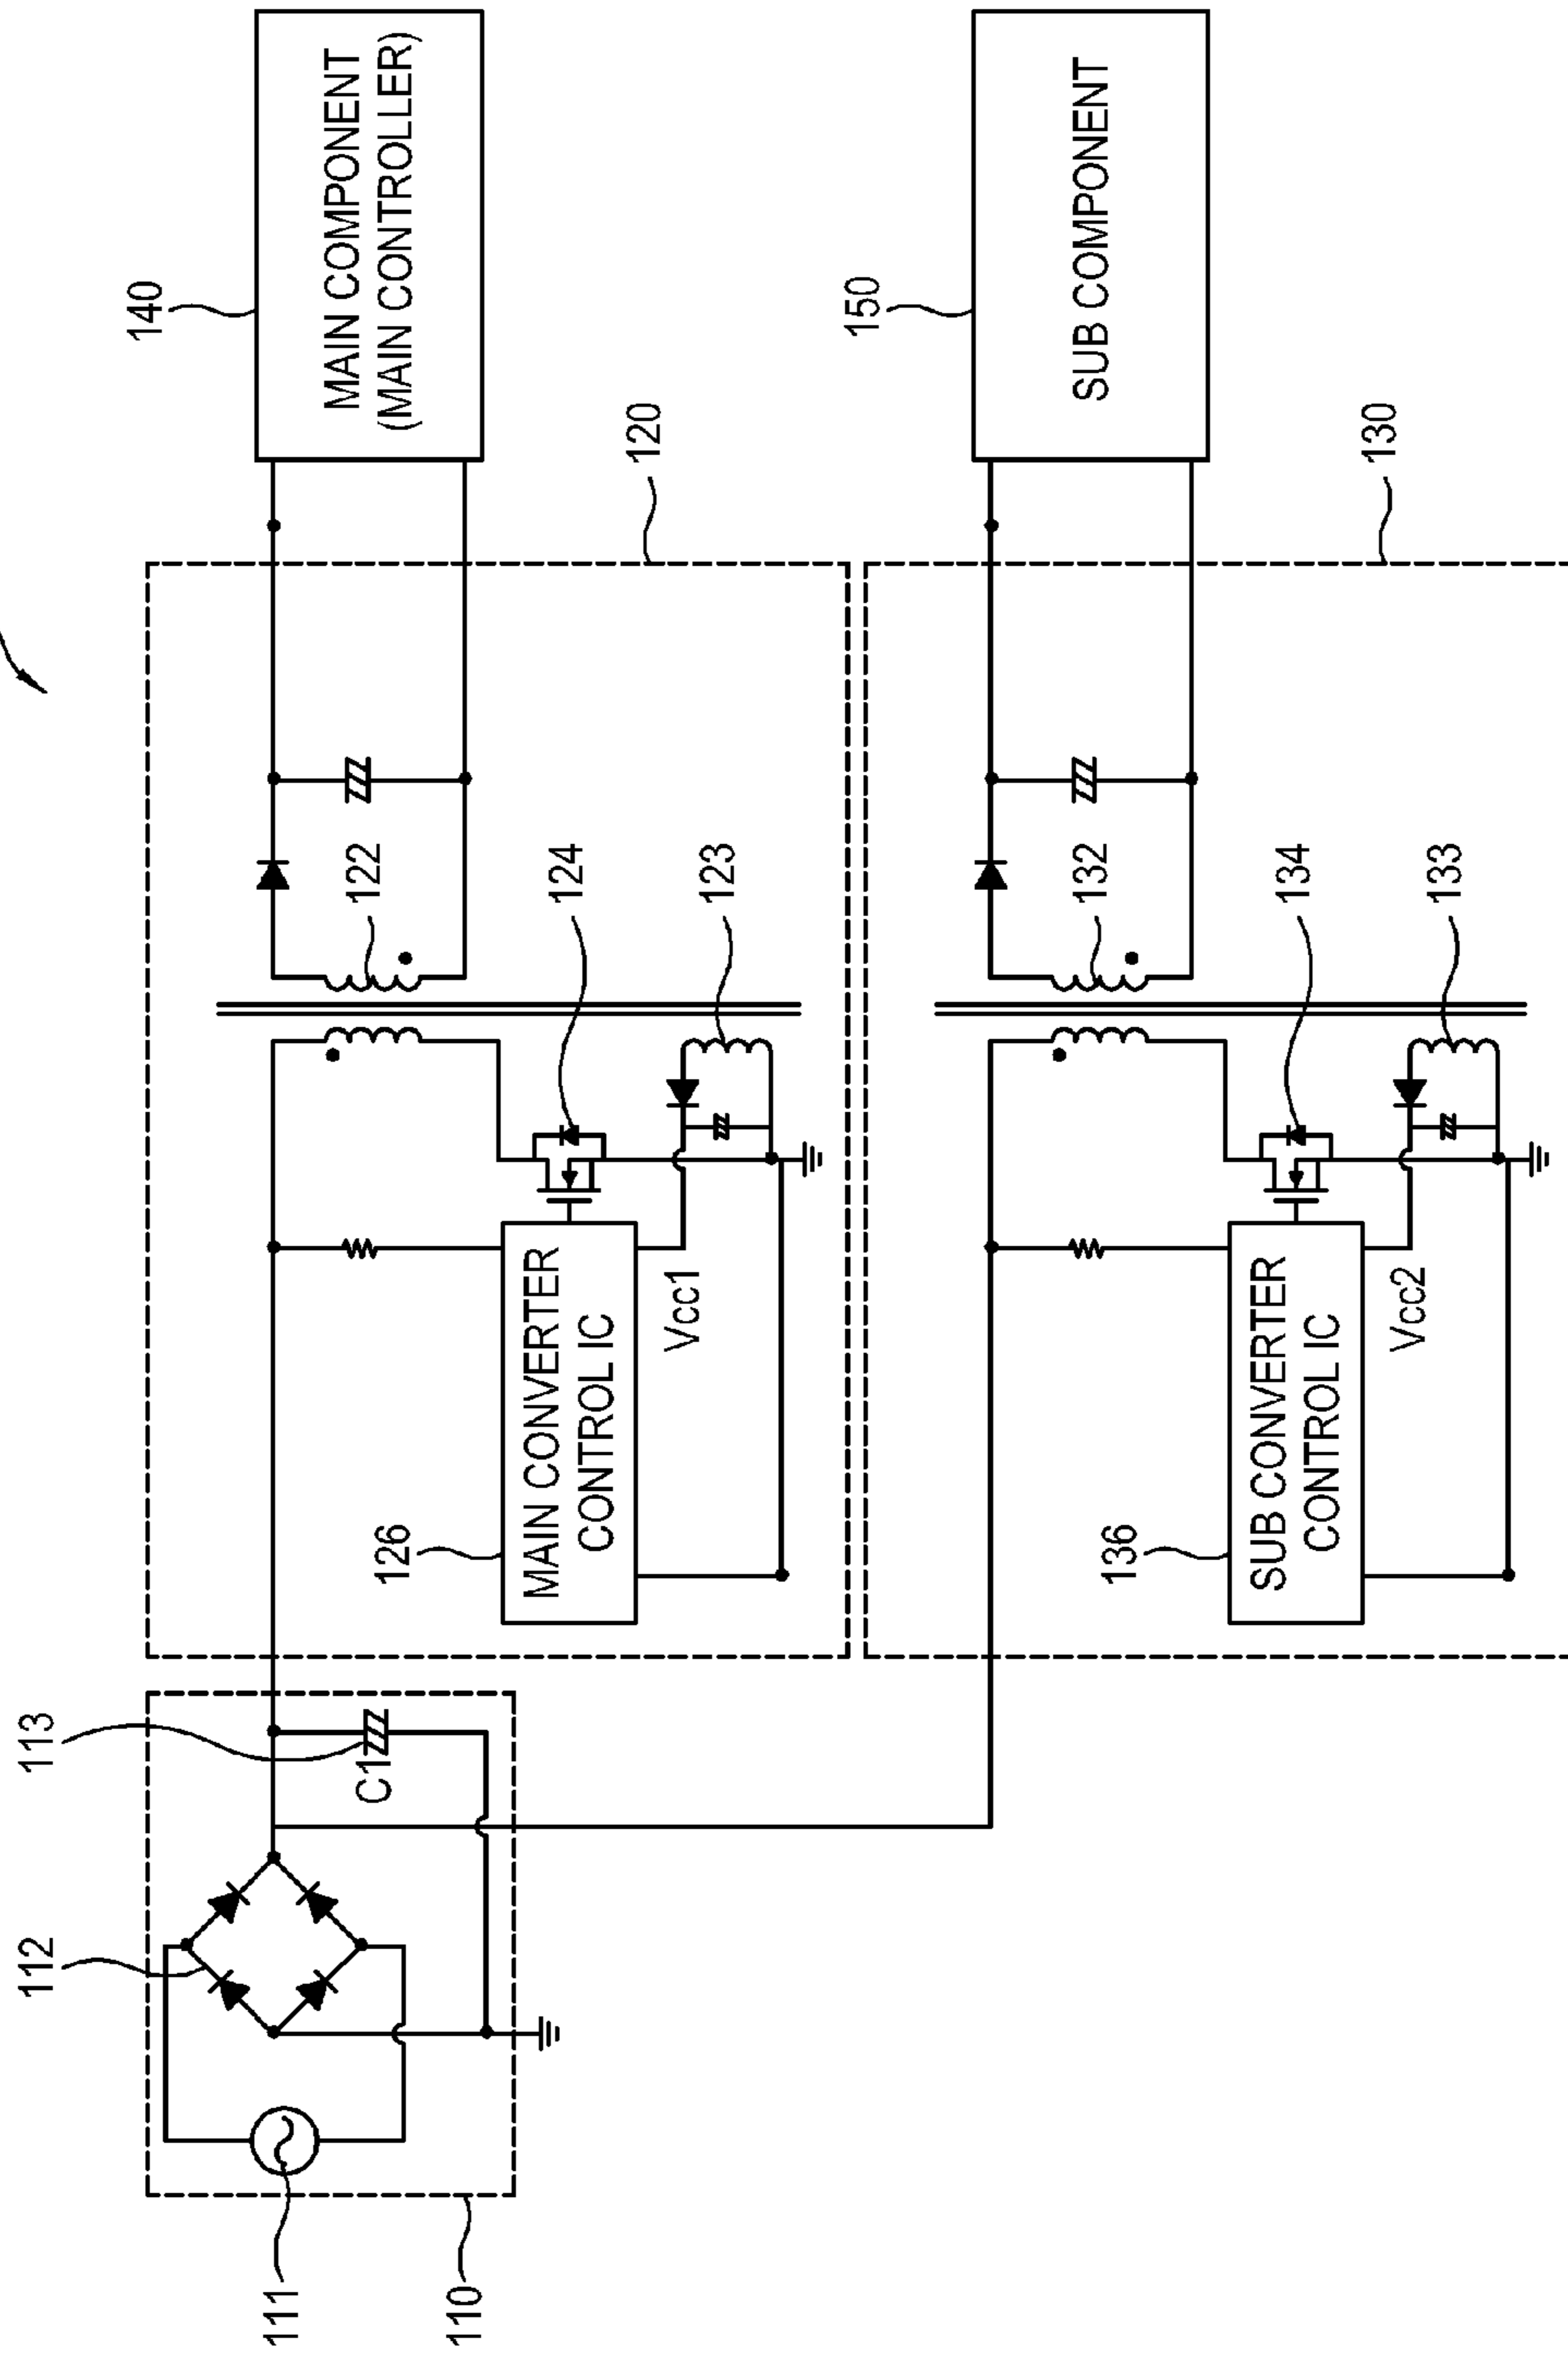 113
112
111
110
C1
120
126
MAIN CONVERTER
CONTROL IC
Vcc1
122
124
123
140
MAIN COMPONENT
(MAIN CONTROLLER)
130
136
SUB CONVERTER
CONTROL IC
Vcc2
132
134
133
150
SUB COMPONENT